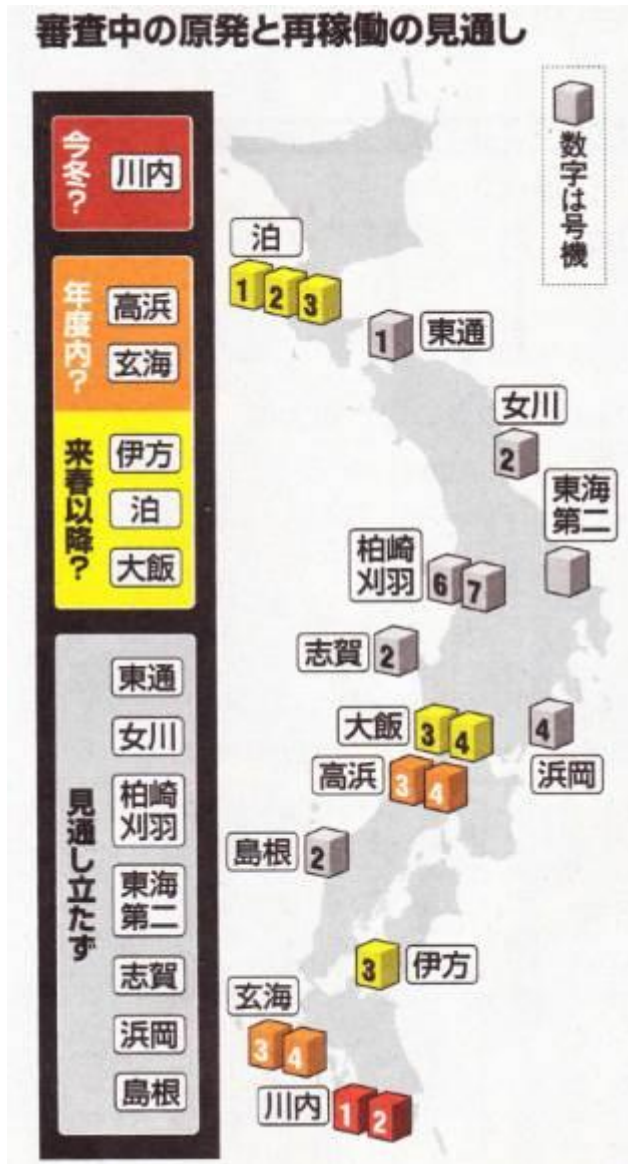 審査中の原発と再稼働の見通し
今冬?
川内
年度内?
高浜
玄海
来春以降?
伊方
泊
大飯
見通し立たず
東通
女川
柏崎
刈羽
東海
第二
志賀
浜岡
島根
数字は号機
泊
1 2 3
1 東通
女川
2
東海
第二
柏崎
刈羽
6 7
志賀 2
大飯 3 4
4
浜岡
高浜 3 4
島根 2
3 伊方
玄海
3 4
川内 1 2